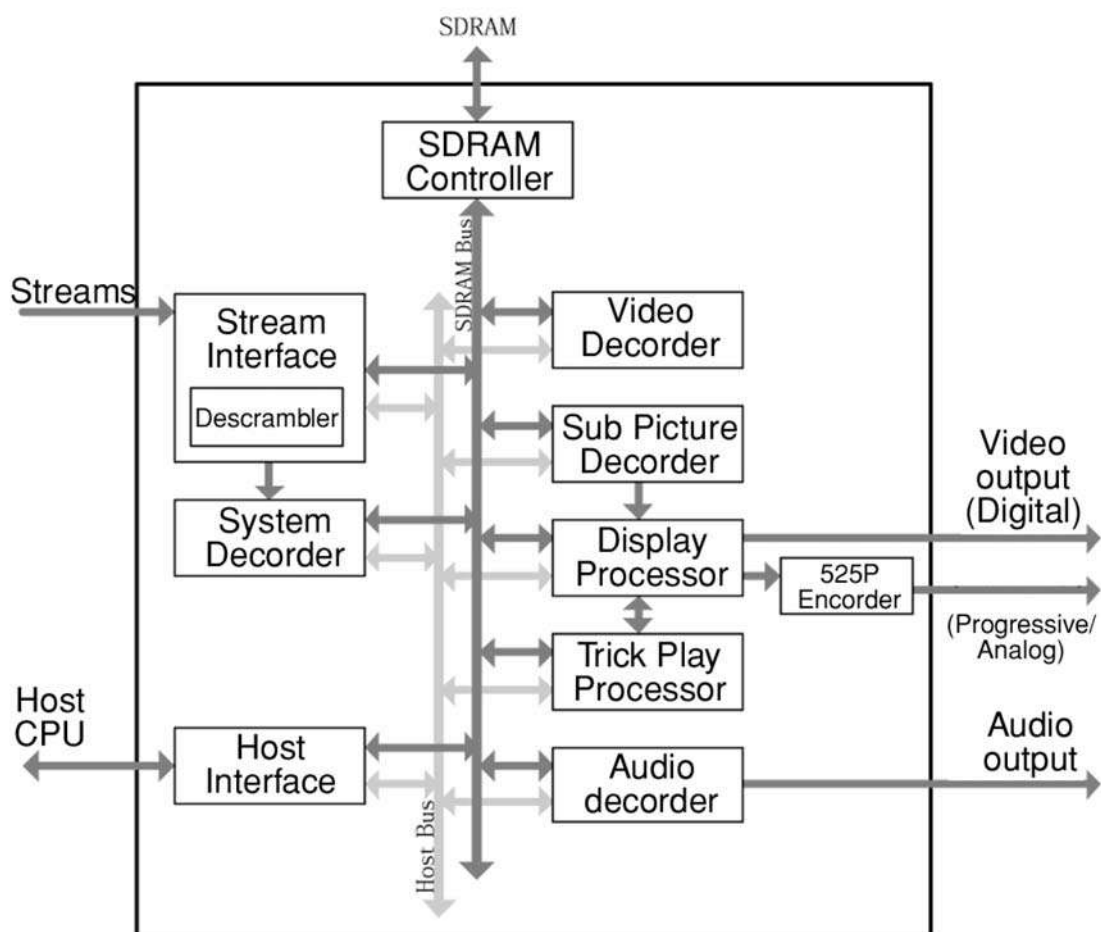 SDRAM
SDRAM
Controller
SDRAM Bus
Streams
Stream
Interface
Descrambler
Video
Decorder
Sub Picture
Decorder
System
Decorder
Display
Processor
525P
Encorder
Video
output
(Digital)
(Progressive/
Analog)
Trick Play
Processor
Host
CPU
Host
Interface
Host Bus
Audio
decorder
Audio
output